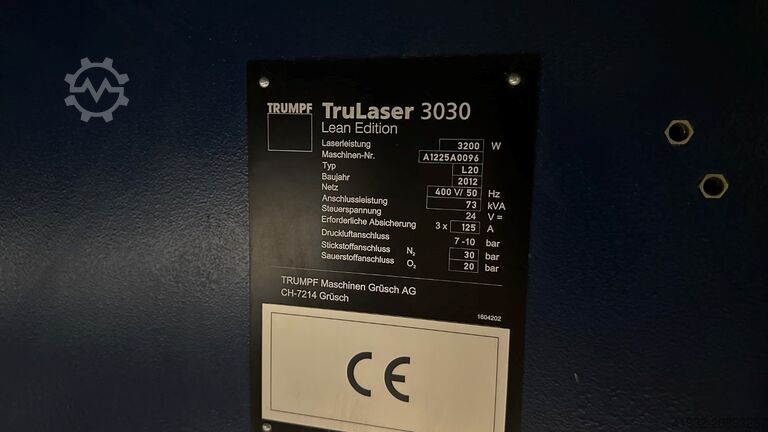 TRUMPF
TruLaser 3030
Lean Edition
Laserleistung 3200 W
Maschinen-Nr. A1225A0096
Typ L20
Baujahr 2012
Netz 400 V/ 50 Hz
Anschlussleistung 73 kVA
Steuerspannung 24 V =
Erforderliche Absicherung 3 x 125 A
Druckluftanschluss 7-10 bar
Stickstoffanschluss N₂ 30 bar
Sauerstoffanschluss O₂ 20 bar
TRUMPF Maschinen Grüsch AG
CH-7214 Grüsch
1604202
CE